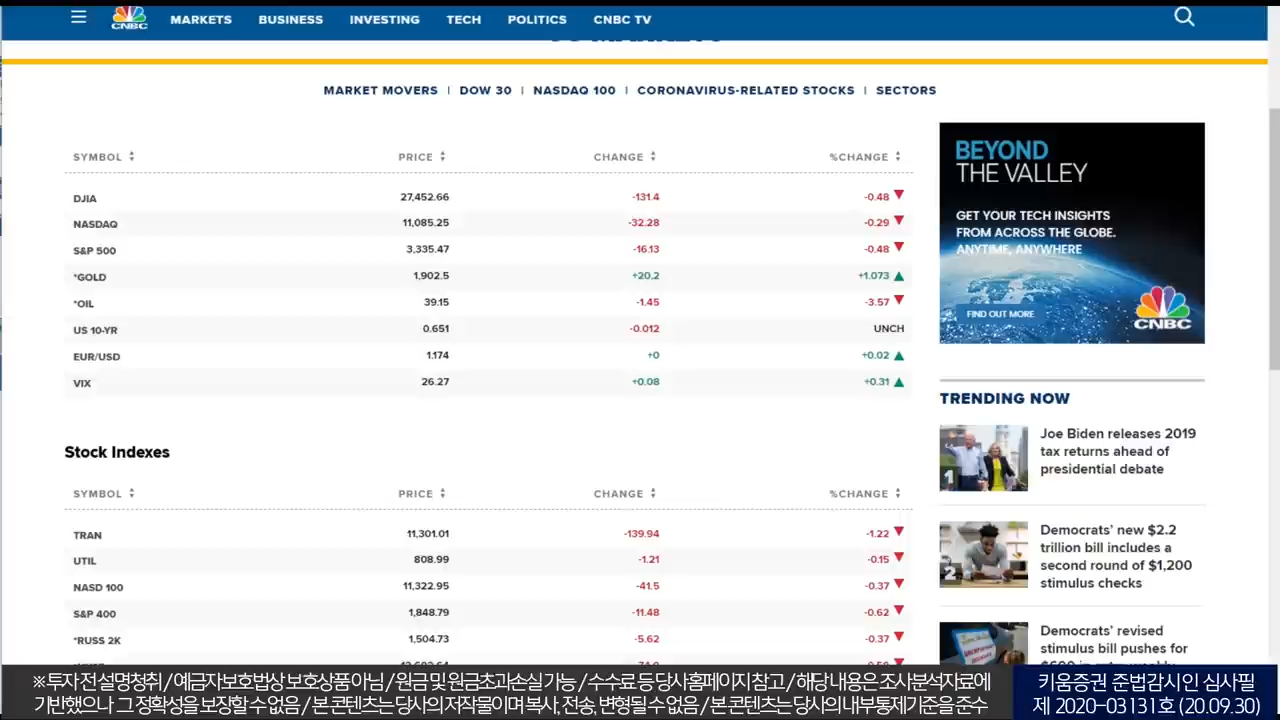 CNBC
MARKETS BUSINESS INVESTING TECH POLITICS CNBC TV
MARKET MOVERS | DOW 30 | NASDAQ 100 | CORONAVIRUS-RELATED STOCKS | SECTORS
SYMBOL PRICE CHANGE %CHANGE
DJIA 27,452.66 -131.4 -0.48
NASDAQ 11,085.25 -32.28 -0.29
S&P 500 3,335.47 -16.13 -0.48
*GOLD 1,902.5 +20.2 +1.073
*OIL 39.15 -1.45 -3.57
US 10-YR 0.651 -0.012 UNCH
EUR/USD 1.174 +0 +0.02
VIX 26.27 +0.08 +0.31
Stock Indexes
SYMBOL PRICE CHANGE %CHANGE
TRAN 11,301.01 -139.94 -1.22
UTIL 808.99 -1.21 -0.15
NASD 100 11,322.95 -41.5 -0.37
S&P 400 1,848.79 -11.48 -0.62
*RUSS 2K 1,504.73 -5.62 -0.37
BEYOND
THE VALLEY
GET YOUR TECH INSIGHTS
FROM ACROSS THE GLOBE.
ANYTIME, ANYWHERE
FIND OUT MORE
CNBC
TRENDING NOW
1
Joe Biden releases 2019
tax returns ahead of
presidential debate
2
Democrats' new $2.2
trillion bill includes a
second round of $1,200
stimulus checks
Democrats' revised
stimulus bill pushes for
※투자 전 설명청취 / 예금자보호법상 보호상품 아님 / 원금 및 원금초과손실 가능 / 수수료 등 당사홈페이지 참고 / 해당 내용은 조사분석자료에
기반했으나 그 정확성을 보장할 수 없음 / 본 콘텐츠는 당사의 저작물이며 복사, 전송, 변형될 수 없음 / 본 콘텐츠는 당사의 내부통제기준을 준수
키움증권 준법감시인 심사필
제 2020-03131호 (20.09.30)